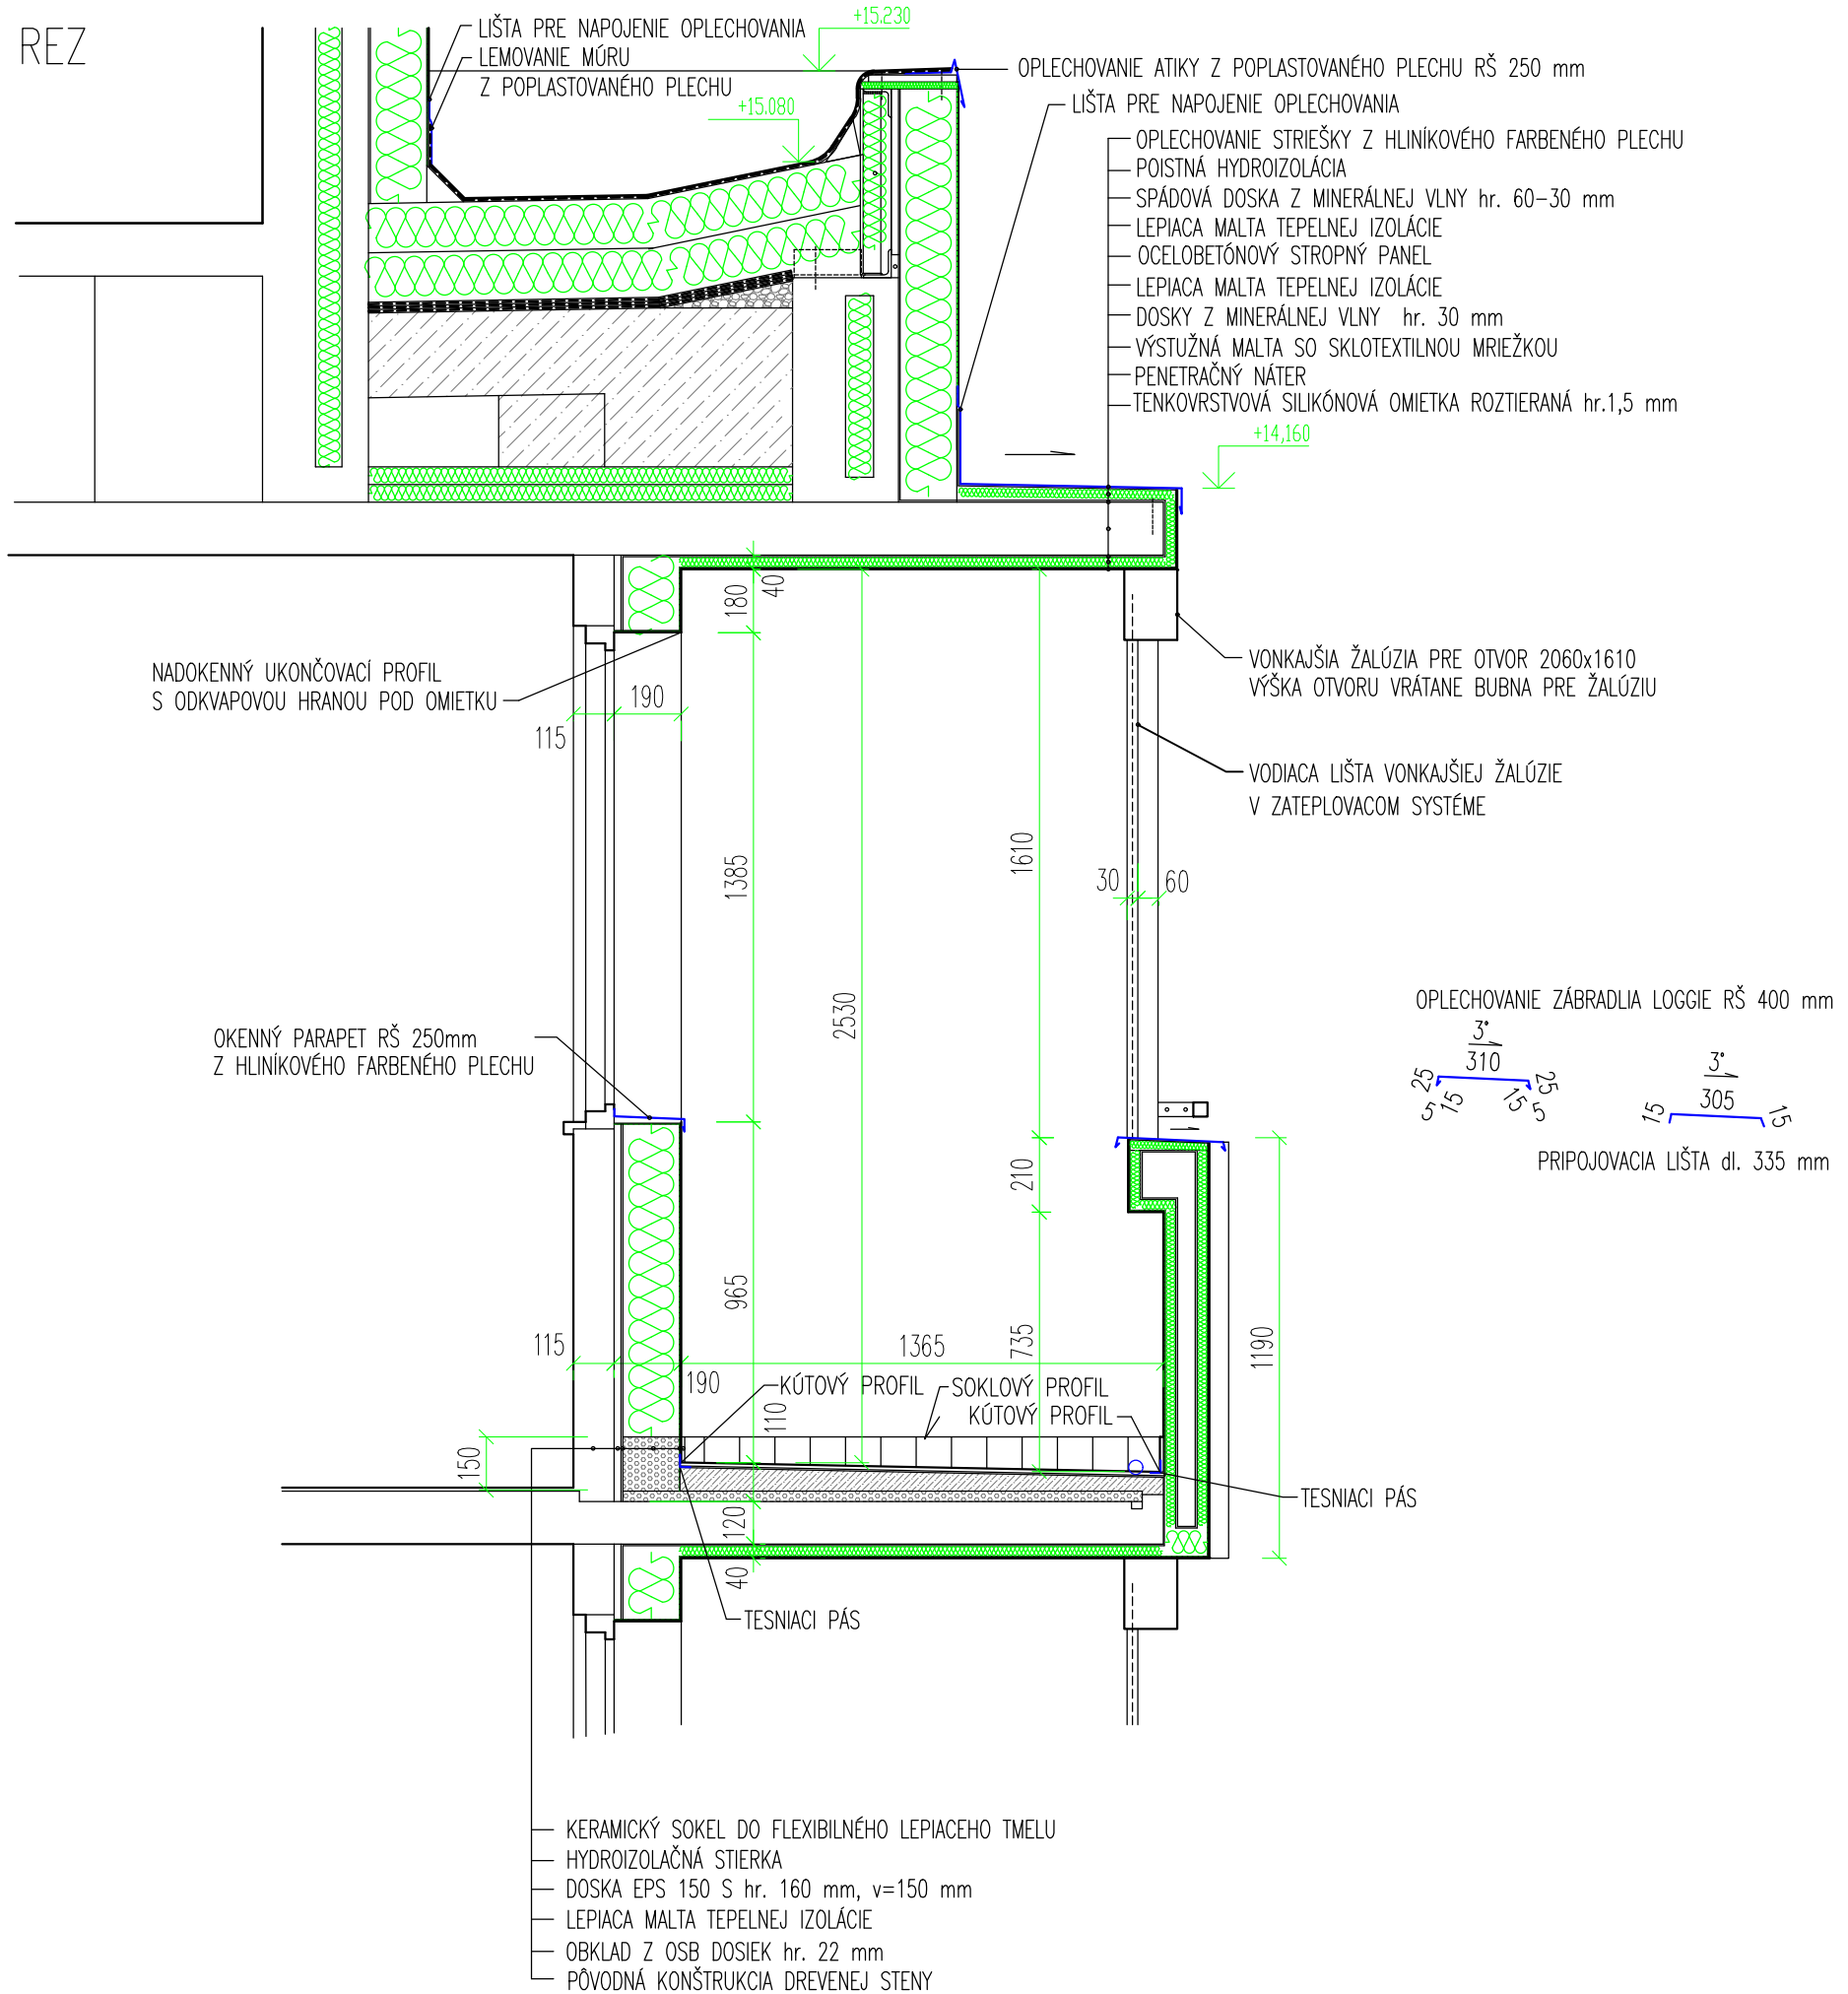 REZ
LIŠTA PRE NAPOJENIE OPLECHOVANIA
LEMOVANIE MÚRU
Z POPLASTOVANÉHO PLECHU
+15.230
+15.080
OPLECHOVANIE ATIKY Z POPLASTOVANÉHO PLECHU RŠ 250 mm
LIŠTA PRE NAPOJENIE OPLECHOVANIA
OPLECHOVANIE STRIEŠKY Z HLINÍKOVÉHO FARBENÉHO PLECHU
POISTNÁ HYDROIZOLÁCIA
SPÁDOVÁ DOSKA Z MINERÁLNEJ VLNY hr. 60-30 mm
LEPIACA MALTA TEPELNEJ IZOLÁCIE
OCELOBETÓNOVÝ STROPNÝ PANEL
LEPIACA MALTA TEPELNEJ IZOLÁCIE
DOSKY Z MINERÁLNEJ VLNY hr. 30 mm
VÝSTUŽNÁ MALTA SO SKLOTEXTILNOU MRIEŽKOU
PENETRAČNÝ NÁTER
TENKOVRSTVOVÁ SILIKÓNOVÁ OMIETKA ROZTIERANÁ hr.1,5 mm
+14,160
180
40
NADOKENNÝ UKONČOVACÍ PROFIL
S ODKVAPOVOU HRANOU POD OMIETKU
190
115
VONKAJŠIA ŽALÚZIA PRE OTVOR 2060x1610
VÝŠKA OTVORU VRÁTANE BUBNA PRE ŽALÚZIU
VODIACA LIŠTA VONKAJŠIEJ ŽALÚZIE
V ZATEPLOVACOM SYSTÉME
1385
1610
30
60
2530
OKENNÝ PARAPET RŠ 250mm
Z HLINÍKOVÉHO FARBENÉHO PLECHU
OPLECHOVANIE ZÁBRADLIA LOGGIE RŠ 400 mm
3°
310
25
5
15
15
5
25
3°
305
15
15
PRIPOJOVACIA LIŠTA dl. 335 mm
210
965
735
1190
115
190
1365
KÚTOVÝ PROFIL
SOKLOVÝ PROFIL
KÚTOVÝ PROFIL
110
150
TESNIACI PÁS
120
40
TESNIACI PÁS
KERAMICKÝ SOKEL DO FLEXIBILNÉHO LEPIACEHO TMELU
HYDROIZOLAČNÁ STIERKA
DOSKA EPS 150 S hr. 160 mm, v=150 mm
LEPIACA MALTA TEPELNEJ IZOLÁCIE
OBKLAD Z OSB DOSIEK hr. 22 mm
PÔVODNÁ KONŠTRUKCIA DREVENEJ STENY